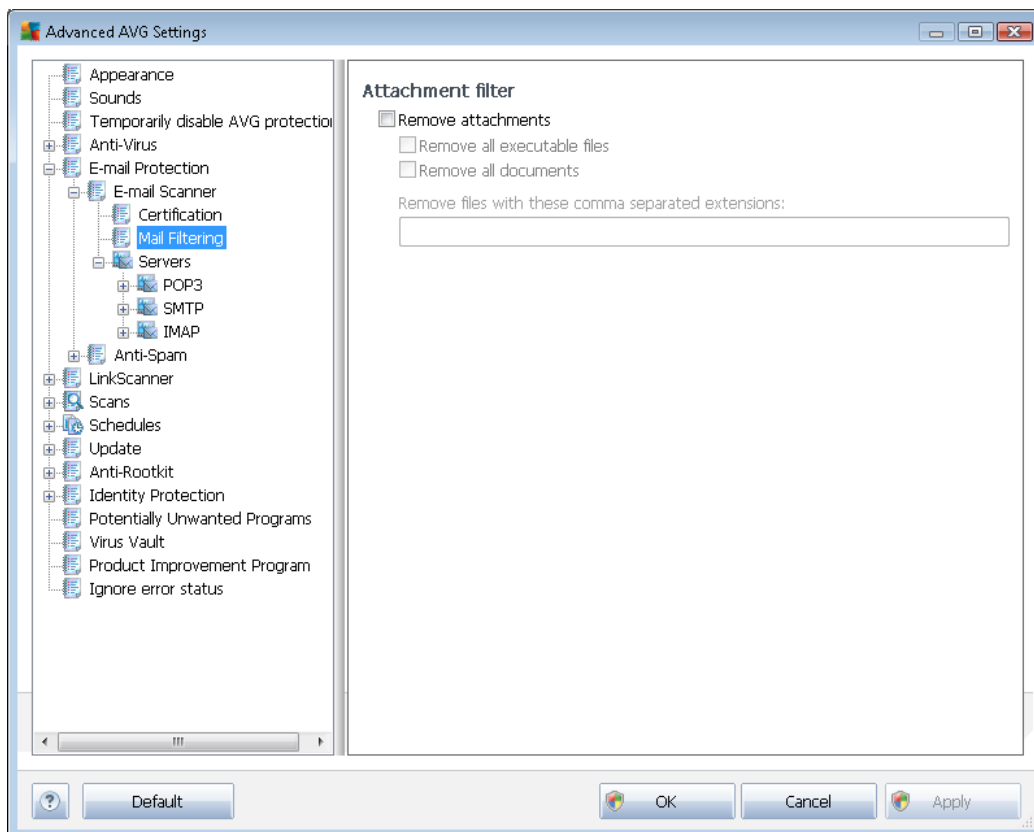 Advanced AVG Settings
Appearance
Sounds
Temporarily disable AVG protection
Anti-Virus
E-mail Protection
E-mail Scanner
Certification
Mail Filtering
Servers
POP3
SMTP
IMAP
Anti-Spam
LinkScanner
Scans
Schedules
Update
Anti-Rootkit
Identity Protection
Potentially Unwanted Programs
Virus Vault
Product Improvement Program
Ignore error status
Attachment filter
Remove attachments
Remove all executable files
Remove all documents
Remove files with these comma separated extensions:
?
Default
OK
Cancel
Apply